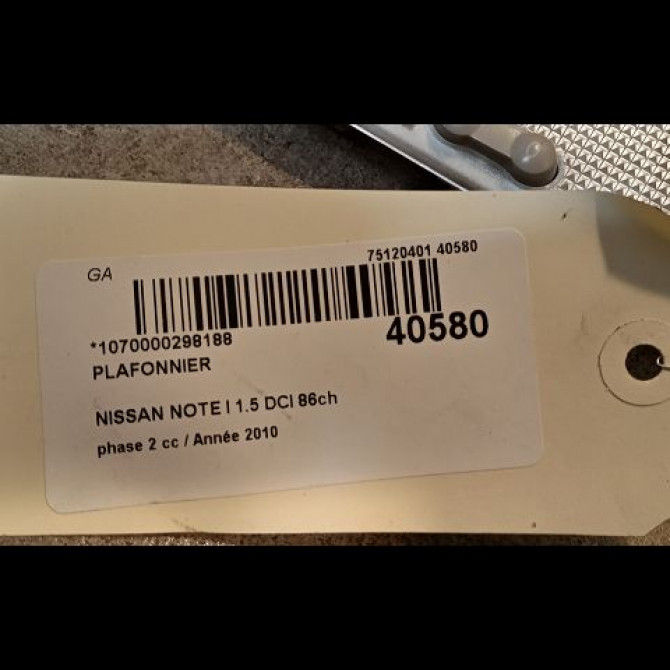 GA
75120401 40580
*1070000298188
40580
PLAFONNIER
NISSAN NOTE I 1.5 DCI 86ch
phase 2 cc / Année 2010